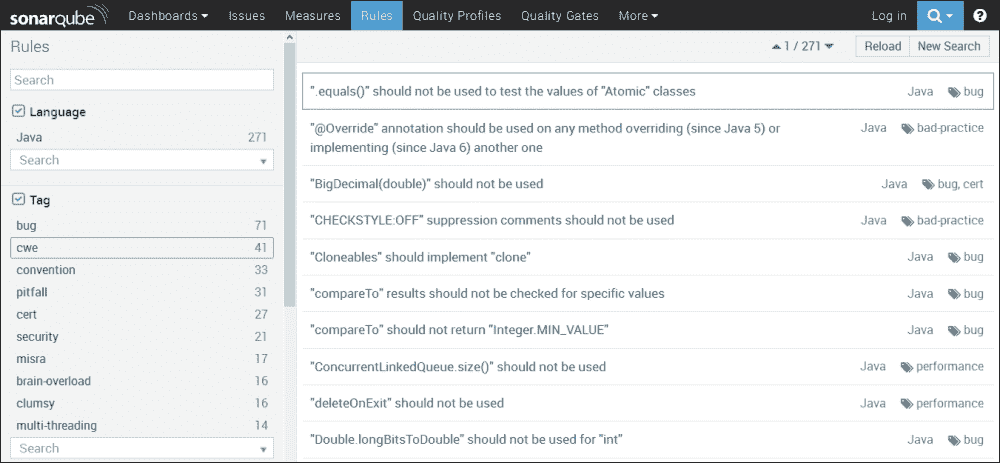 sonarqube Dashboards Issues Measures Rules Quality Profiles Quality Gates More Log in ?
Rules
1 / 271 Reload New Search
Search
Language
Java 271
Search
Tag
bug 71
cwe 41
convention 33
pitfall 31
cert 27
security 21
misra 17
brain-overload 16
clumsy 16
multi-threading 14
Search
".equals()" should not be used to test the values of "Atomic" classes Java bug
"@Override" annotation should be used on any method overriding (since Java 5) or Java bad-practice
implementing (since Java 6) another one
"BigDecimal(double)" should not be used Java bug, cert
"CHECKSTYLE:OFF" suppression comments should not be used Java bad-practice
"Cloneables" should implement "clone" Java bug
"compareTo" results should not be checked for specific values Java bug
"compareTo" should not return "Integer.MIN_VALUE" Java bug
"ConcurrentLinkedQueue.size()" should not be used Java performance
"deleteOnExit" should not be used Java performance
"Double.longBitsToDouble" should not be used for "int" Java bug